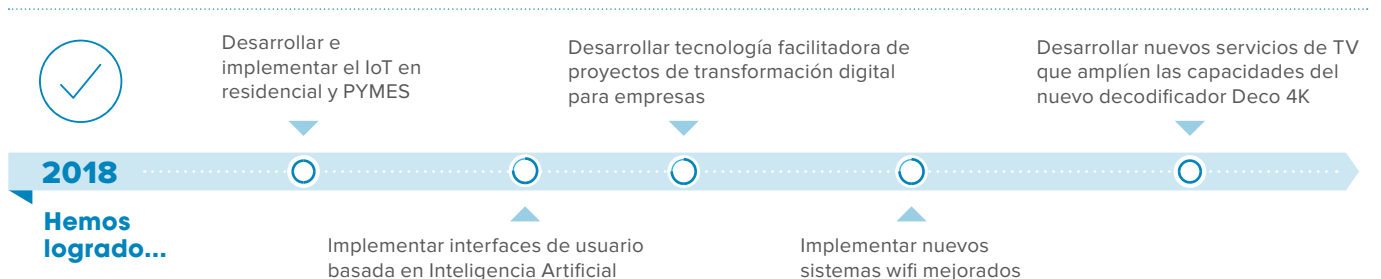 Desarrollar e
implementar el IoT en
residencial y PYMES
Desarrollar tecnología facilitadora de
proyectos de transformación digital
para empresas
Desarrollar nuevos servicios de TV
que amplíen las capacidades del
nuevo decodificador Deco 4K
2018
Hemos
logrado...
Implementar interfaces de usuario
basada en Inteligencia Artificial
Implementar nuevos
sistemas wifi mejorados